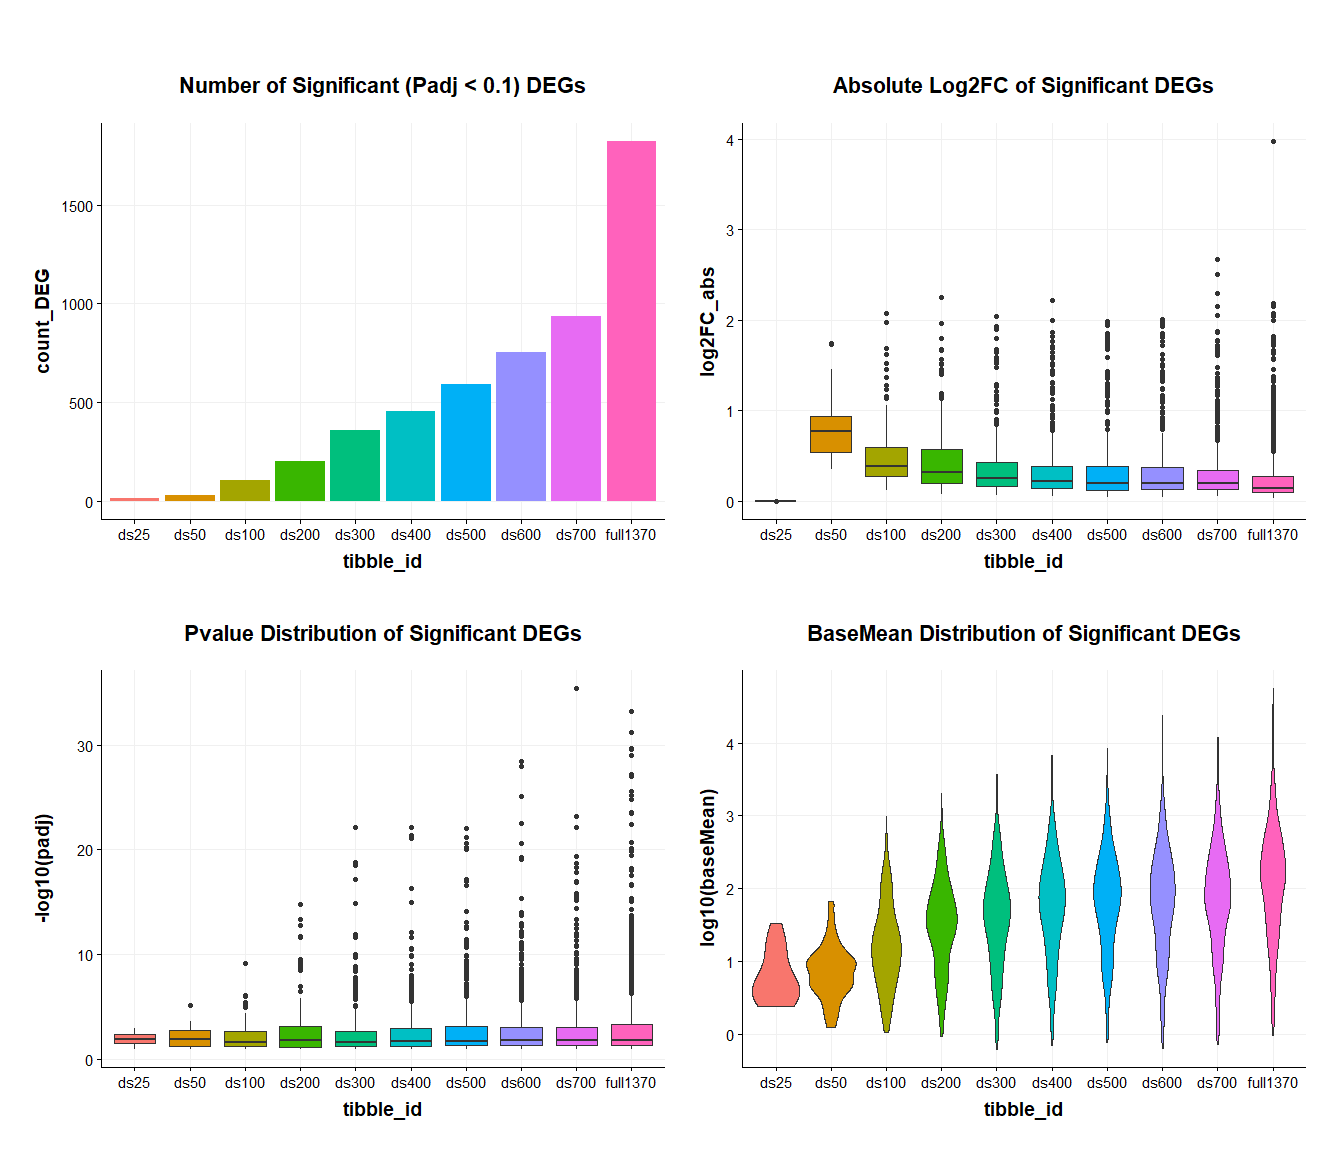 Number of Significant (Padj < 0.1) DEGs
count_DEG
1500
1000
500
0
ds25 ds50 ds100 ds200 ds300 ds400 ds500 ds600 ds700 full1370
tibble_id
Absolute Log2FC of Significant DEGs
log2FC_abs
4
3
2
1
0
ds25 ds50 ds100 ds200 ds300 ds400 ds500 ds600 ds700 full1370
tibble_id
Pvalue Distribution of Significant DEGs
-log10(padj)
30
20
10
0
ds25 ds50 ds100 ds200 ds300 ds400 ds500 ds600 ds700 full1370
tibble_id
BaseMean Distribution of Significant DEGs
log10(baseMean)
4
3
2
1
0
ds25 ds50 ds100 ds200 ds300 ds400 ds500 ds600 ds700 full1370
tibble_id